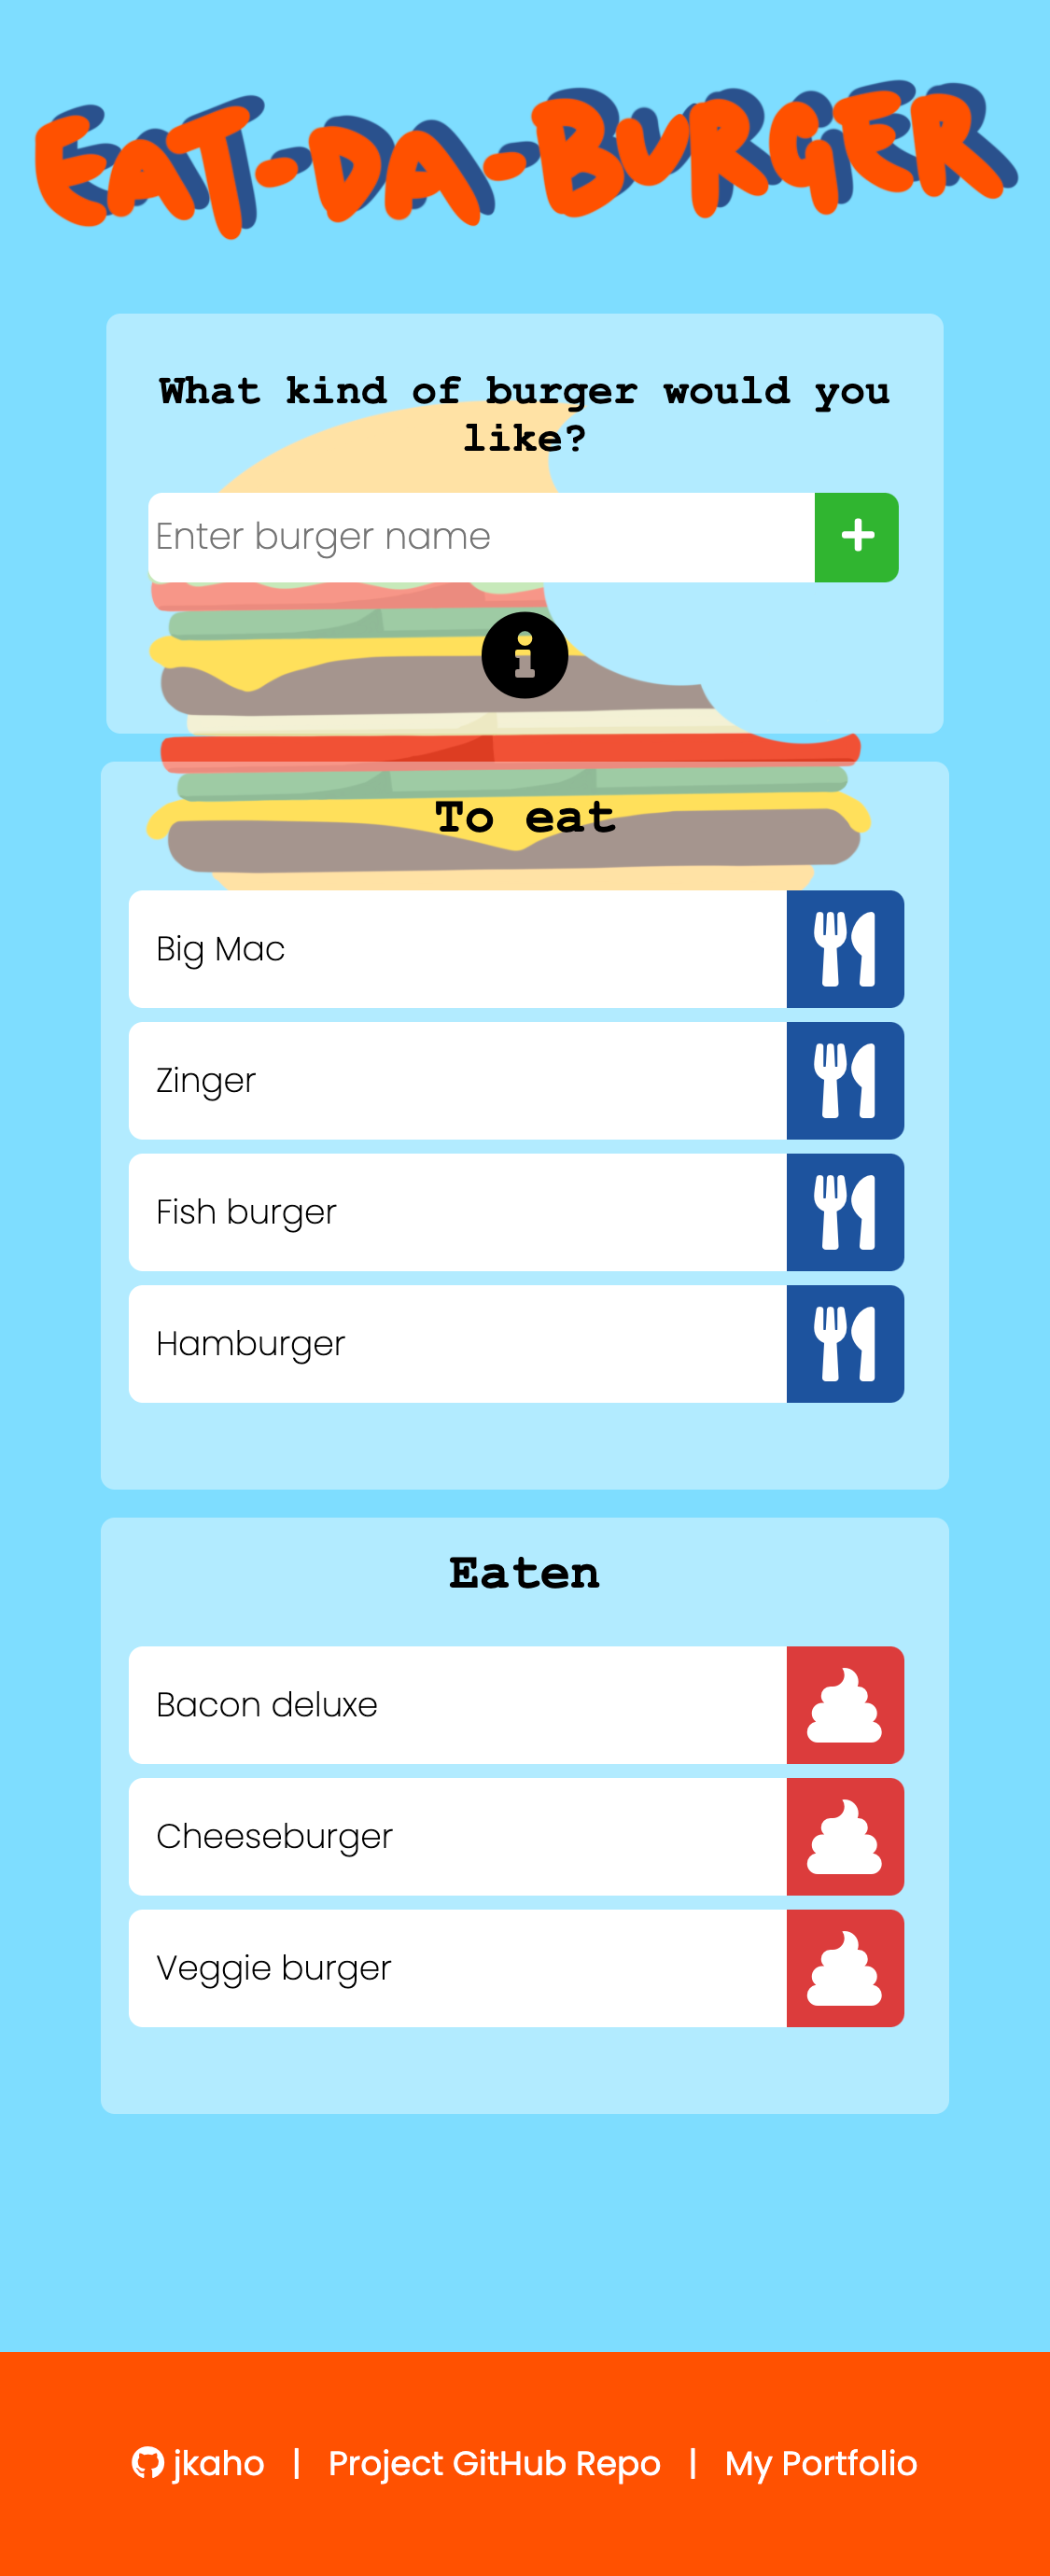 EAT-DA-BURGER
What kind of burger would you
like?
Enter burger name
To eat
Big Mac
Zinger
Fish burger
Hamburger
Eaten
Bacon deluxe
Cheeseburger
Veggie burger
jkaho | Project GitHub Repo | My Portfolio